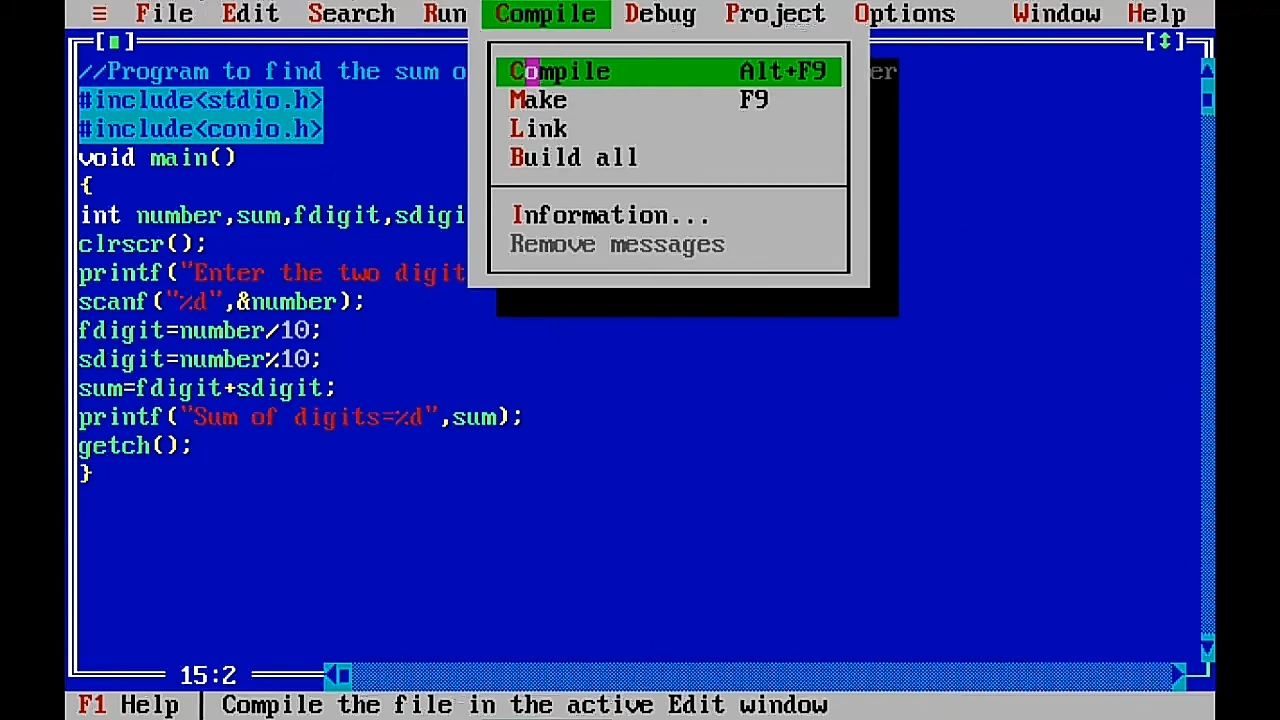 ≡ File Edit Search Run Compile Debug Project Options Window Help
//Program to find the sum o
er
#include<stdio.h>
#include<conio.h>
void main()
{
int number,sum,fdigit,sdigi
clrscr();
printf("Enter the two digit
scanf("%d",&number);
fdigit=number/10;
sdigit=number%10;
sum=fdigit+sdigit;
printf("Sum of digits=%d",sum);
getch();
}
Compile Alt+F9
Make F9
Link
Build all
Information...
Remove messages
15:2
F1 Help │ Compile the file in the active Edit window